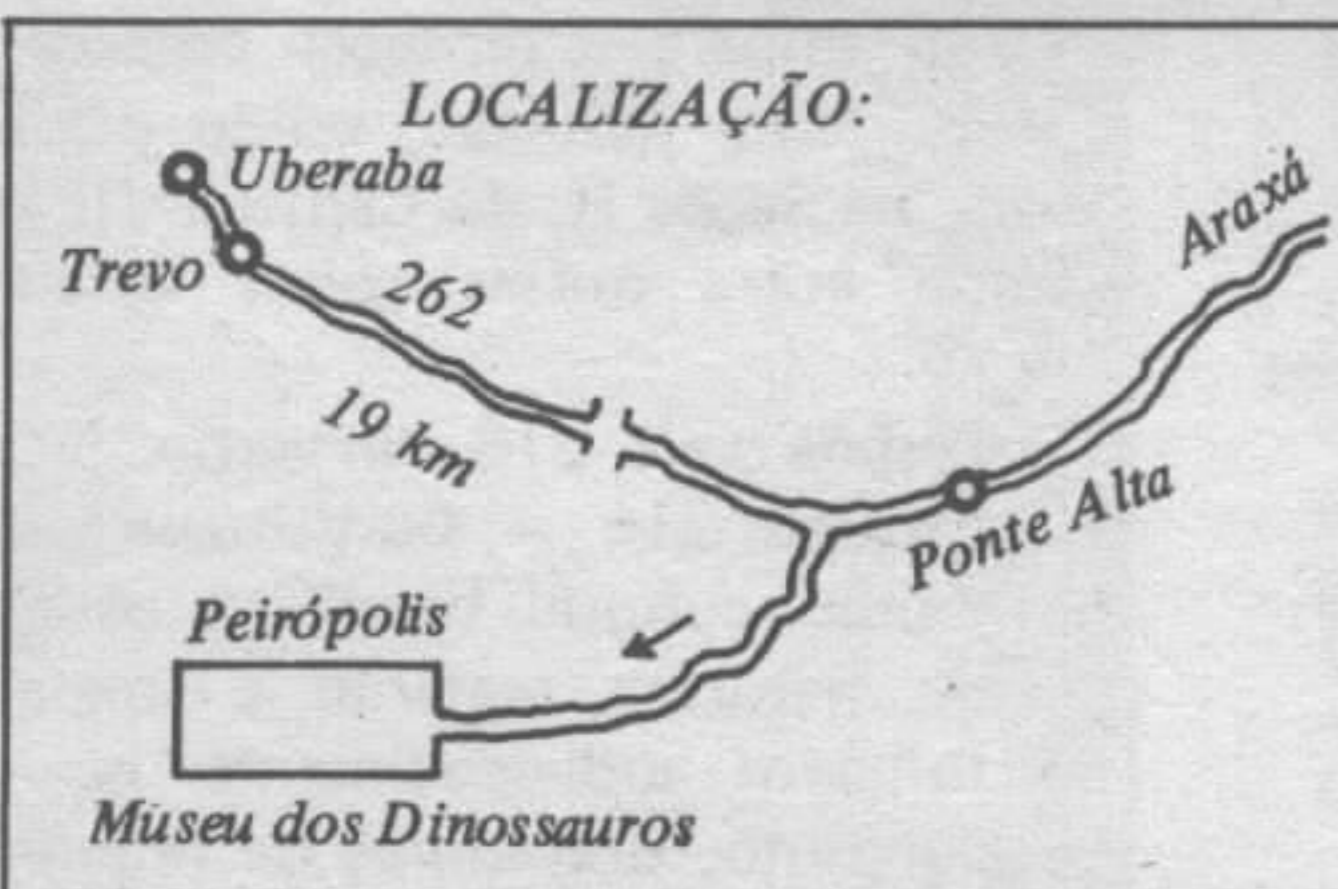 LOCALIZAÇÃO:
Uberaba
Trevo
262
19 km
Araxá
Ponte Alta
Peirópolis
Museu dos Dinossauros